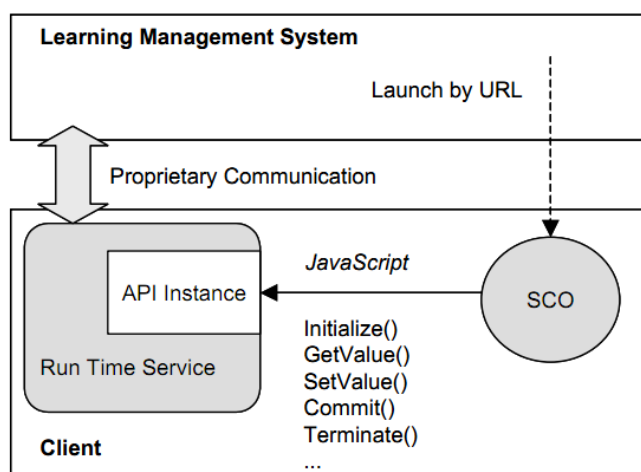 Learning Management System
Launch by URL
Proprietary Communication
JavaScript
API Instance
SCO
Initialize()
GetValue()
SetValue()
Commit()
Terminate()
...
Run Time Service
Client